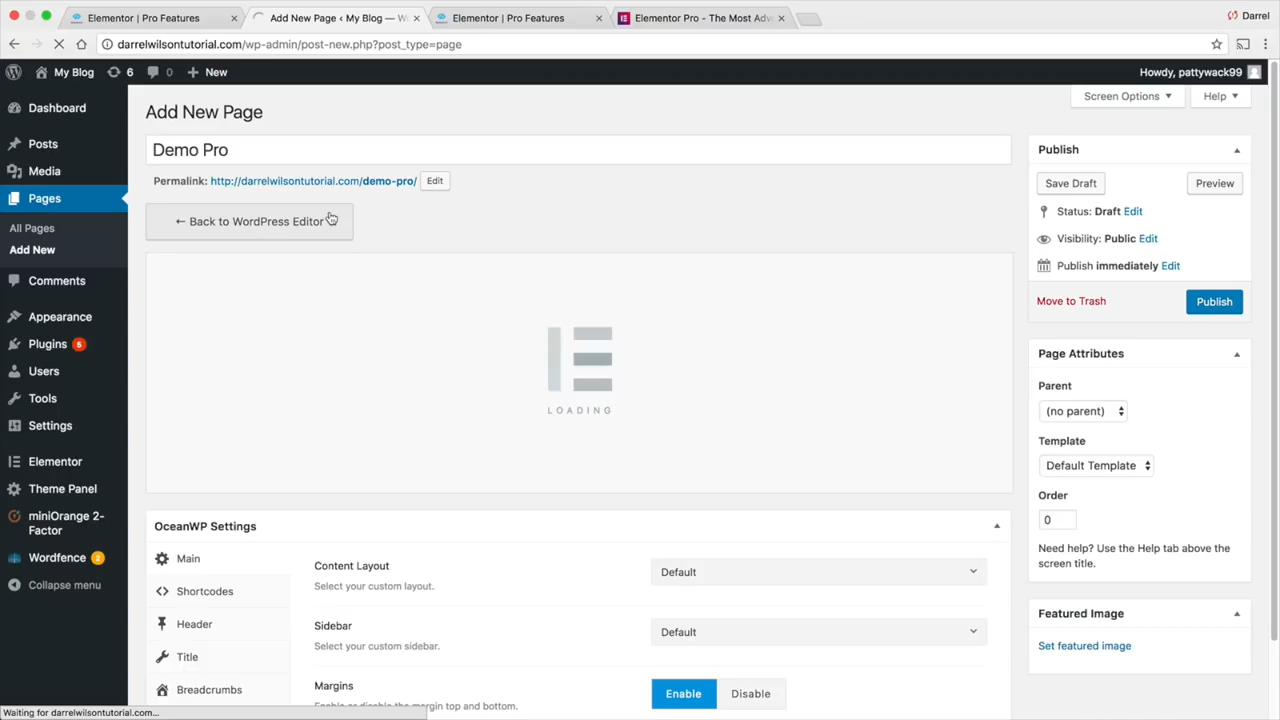 Elementor | Pro Features
Add New Page ‹ My Blog — W
Elementor | Pro Features
Elementor Pro - The Most Adv
Darrel
darrelwilsontutorial.com/wp-admin/post-new.php?post_type=page
My Blog
6
0
New
Howdy, pattywack99
Dashboard
Posts
Media
Pages
All Pages
Add New
Comments
Appearance
Plugins 5
Users
Tools
Settings
Elementor
Theme Panel
miniOrange 2-
Factor
Wordfence 2
Collapse menu
Screen Options
Help
Add New Page
Demo Pro
Permalink: http://darrelwilsontutorial.com/demo-pro/ Edit
← Back to WordPress Editor
LOADING
OceanWP Settings
Main
Shortcodes
Header
Title
Breadcrumbs
Content Layout
Select your custom layout.
Default
Sidebar
Select your custom sidebar.
Default
Margins
Enable or disable the margin top and bottom.
Enable
Disable
Publish
Save Draft
Preview
Status: Draft Edit
Visibility: Public Edit
Publish immediately Edit
Move to Trash
Publish
Page Attributes
Parent
(no parent)
Template
Default Template
Order
0
Need help? Use the Help tab above the
screen title.
Featured Image
Set featured image
Waiting for darrelwilsontutorial.com...